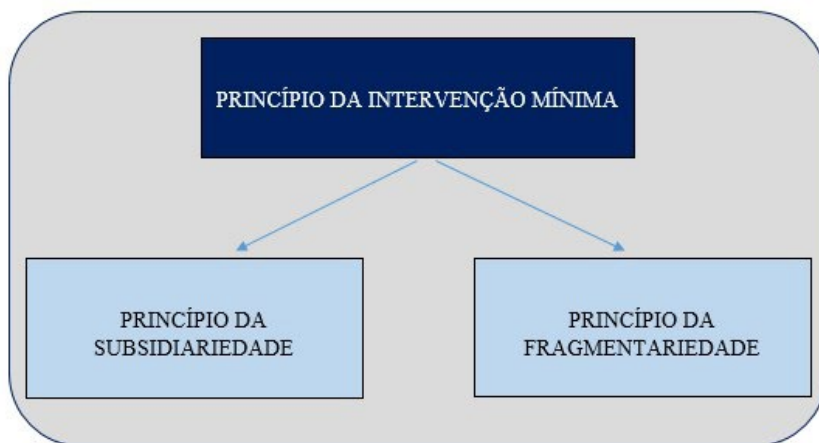 PRINCÍPIO DA INTERVENÇÃO MÍNIMA
PRINCÍPIO DA
SUBSIDIARIEDADE
PRINCÍPIO DA
FRAGMENTARIEDADE